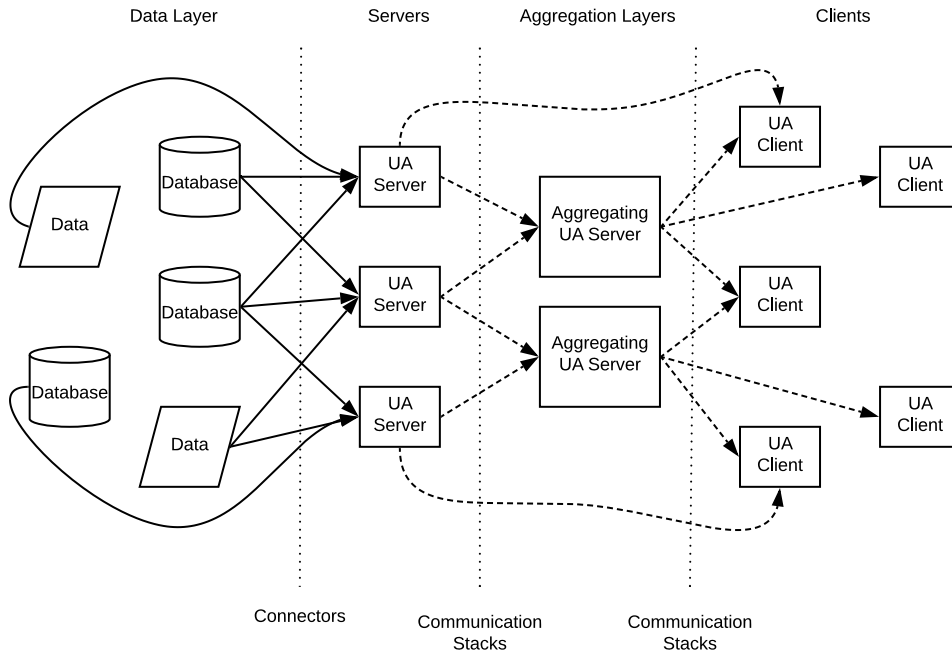 Data Layer
Servers
Aggregation Layers
Clients
UA
Client
Database
UA
Server
UA
Client
Data
Aggregating
UA Server
Database
UA
Server
UA
Client
Database
Aggregating
UA Server
Data
UA
Server
UA
Client
UA
Client
Connectors
Communication
Stacks
Communication
Stacks